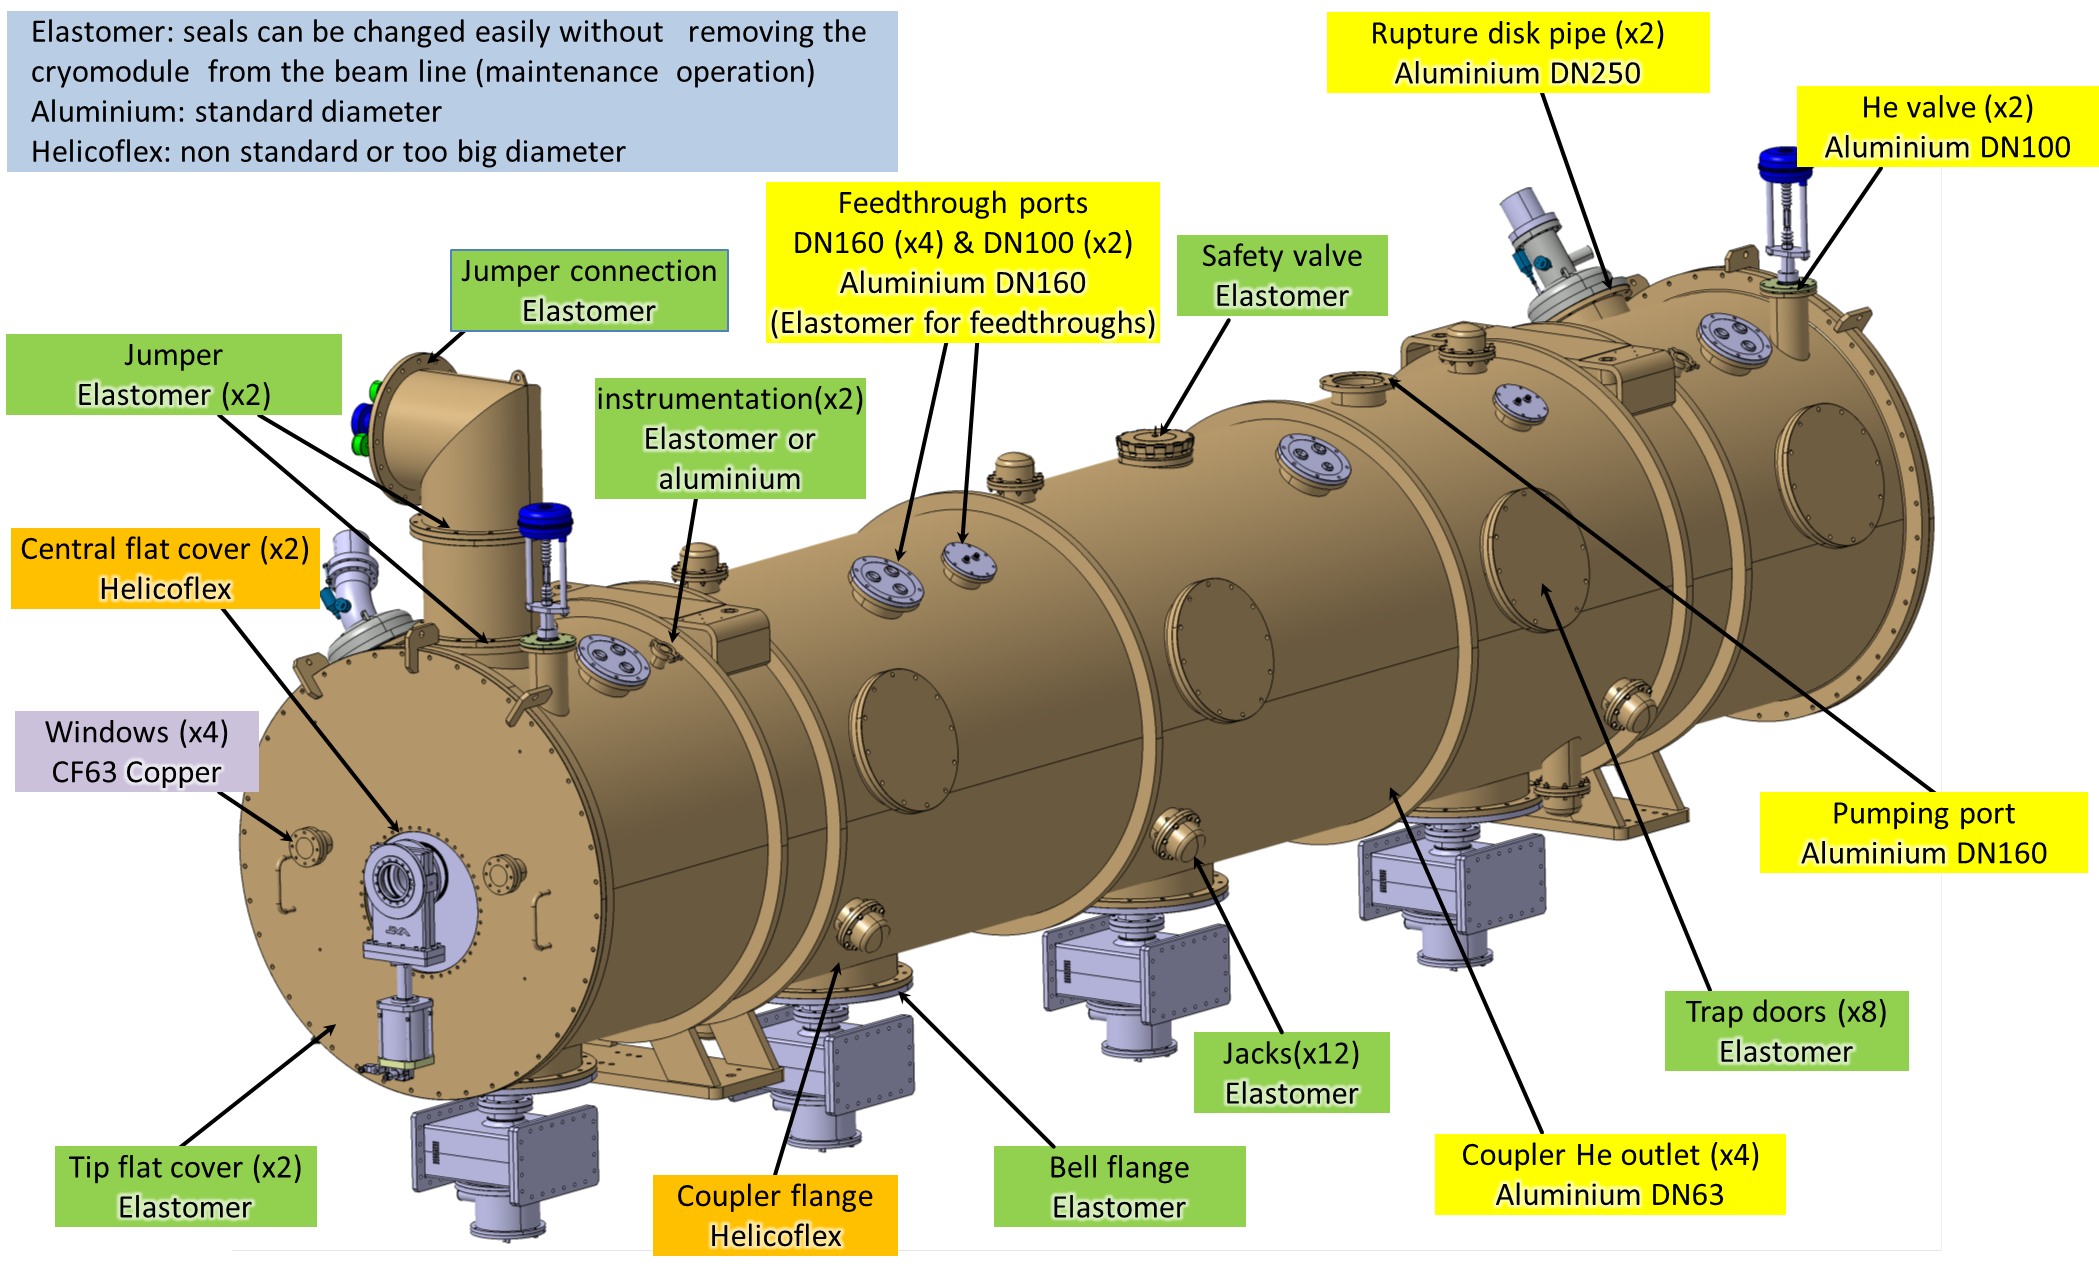 Elastomer: seals can be changed easily without removing the
cryomodule from the beam line (maintenance operation)
Aluminium: standard diameter
Helicoflex: non standard or too big diameter
Rupture disk pipe (x2)
Aluminium DN250
He valve (x2)
Aluminium DN100
Feedthrough ports
DN160 (x4) & DN100 (x2)
Aluminium DN160
(Elastomer for feedthroughs)
Safety valve
Elastomer
Jumper connection
Elastomer
Jumper
Elastomer (x2)
instrumentation(x2)
Elastomer or
aluminium
Central flat cover (x2)
Helicoflex
Windows (x4)
CF63 Copper
Pumping port
Aluminium DN160
Trap doors (x8)
Elastomer
Jacks(x12)
Elastomer
Coupler He outlet (x4)
Aluminium DN63
Bell flange
Elastomer
Coupler flange
Helicoflex
Tip flat cover (x2)
Elastomer